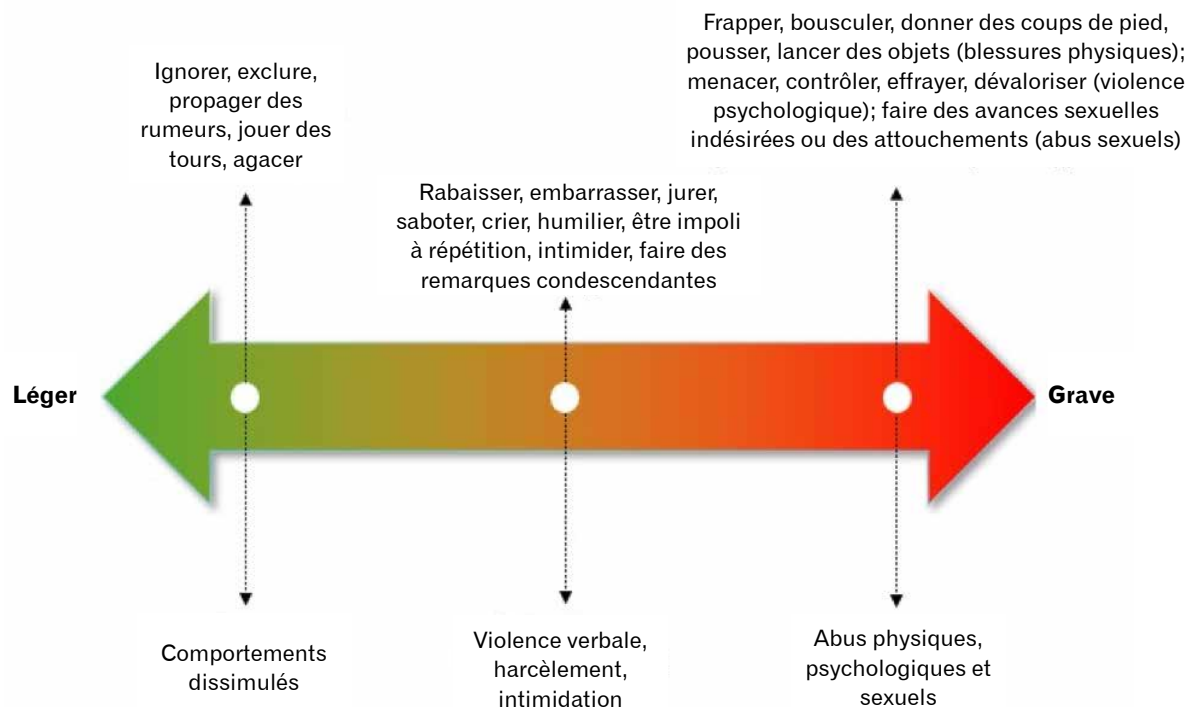 Ignorer, exclure,
propager des
rumeurs, jouer des
tours, agacer
Rabaisser, embarrasser, jurer,
saboter, crier, humilier, être impoli
à répétition, intimider, faire des
remarques condescendantes
Frapper, bousculer, donner des coups de pied,
pousser, lancer des objets (blessures physiques);
menacer, contrôler, effrayer, dévaloriser (violence
psychologique); faire des avances sexuelles
indésirées ou des attouchements (abus sexuels)
Léger
Grave
Comportements
dissimulés
Violence verbale,
harcèlement,
intimidation
Abus physiques,
psychologiques et
sexuels